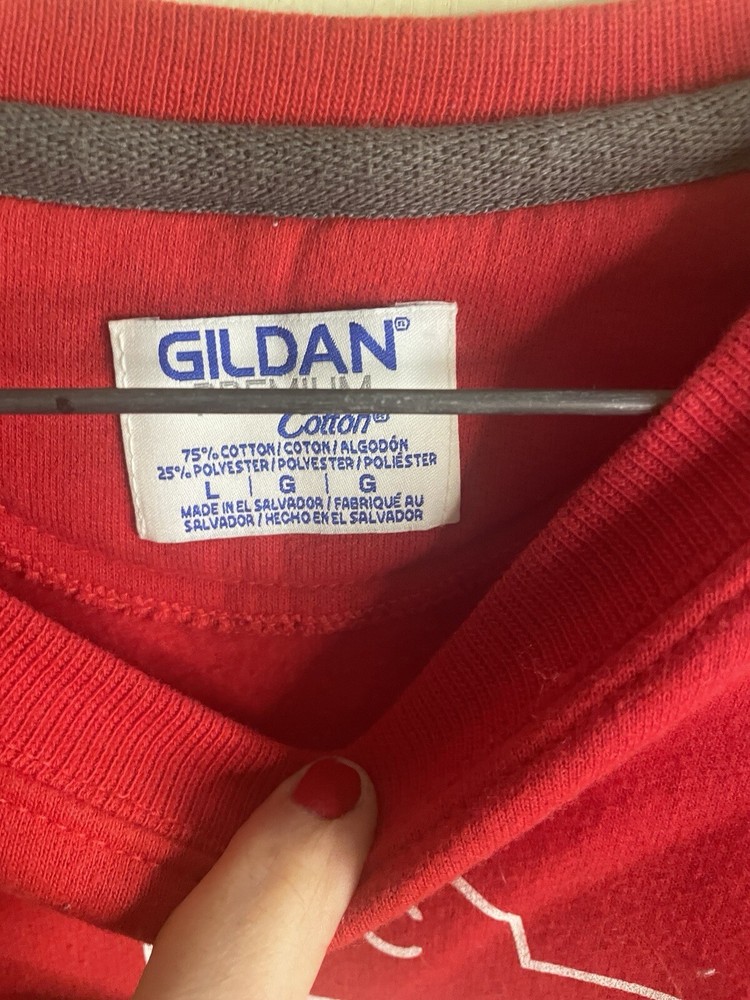 GILDAN®
PREMIUM
Cotton®
75% COTTON/COTON/ALGODÓN
25% POLYESTER/POLYESTER/POLIÉSTER
L | G | G
MADE IN EL SALVADOR/FABRIQUÉ AU
SALVADOR/HECHO EN EL SALVADOR